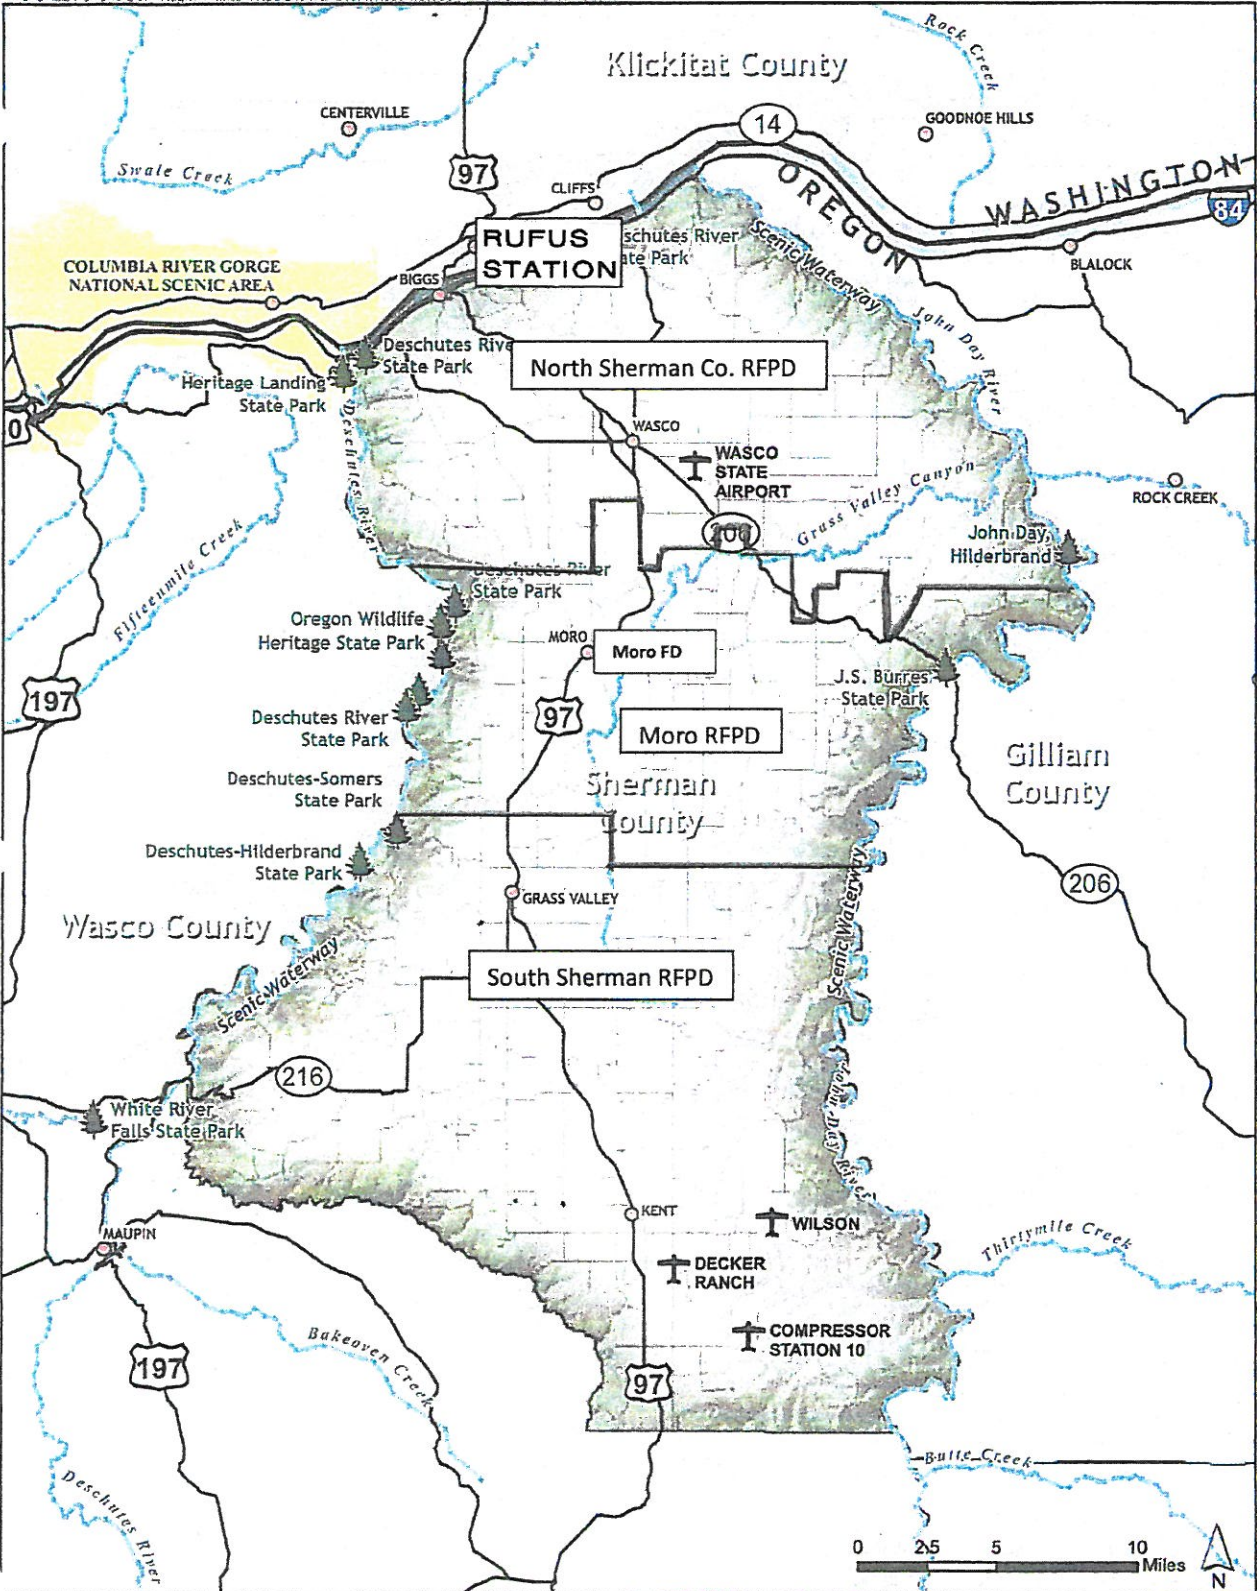 Klickitat County
Rock Creek
CENTERVILLE
14
GOODNOE HILLS
Swale Creek
97
CLIFFS
OREGON
WASHINGTON
84
RUFUS
STATION
schutes River
ate Park
Scenic Waterway
BLALOCK
COLUMBIA RIVER GORGE
NATIONAL SCENIC AREA
BIGGS
John Day River
Deschutes Rive
State Park
North Sherman Co. RFPD
Heritage Landing
State Park
0
Deschutes River
WASCO
WASCO
STATE
AIRPORT
Grass Valley Canyon
ROCK CREEK
206
John Day,
Hilderbrand
Fifteenmile Creek
Deschutes River
State Park
Oregon Wildlife
Heritage State Park
MORO
Moro FD
J.S. Burres
State Park
197
97
Deschutes River
State Park
Moro RFPD
Gilliam
County
Deschutes-Somers
State Park
Sherman
County
Deschutes-Hilderbrand
State Park
206
GRASS VALLEY
Wasco County
Scenic Waterway
South Sherman RFPD
Scenic Waterway
216
John Day River
White River
Falls State Park
KENT
WILSON
MAUPIN
Thirtymile Creek
DECKER
RANCH
COMPRESSOR
STATION 10
Bakeoven Creek
197
97
Butte Creek
Deschutes River
0 2.5 5 10
Miles
N